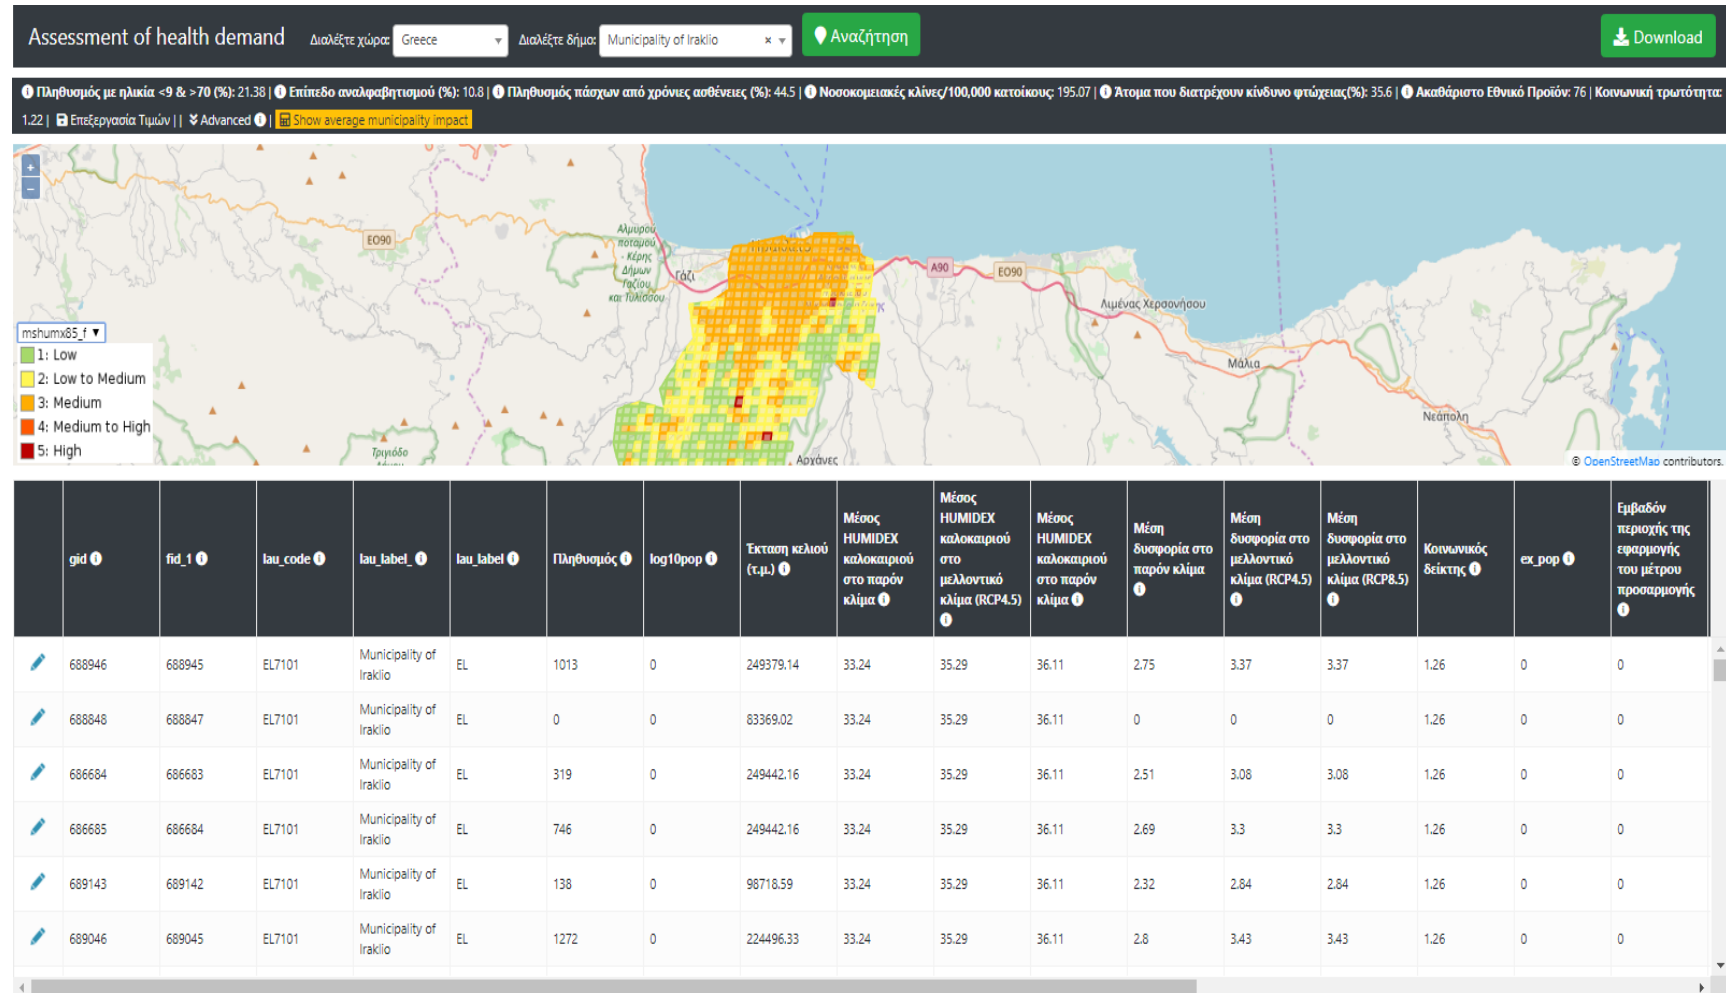 Assessment of health demand Διαλέξτε χώρα: Greece Διαλέξτε δήμο: Municipality of Iraklio × Αναζήτηση Download
Πληθυσμός με ηλικία <9 & >70 (%): 21.38 | Επίπεδο αναλφαβητισμού (%): 10.8 | Πληθυσμός πάσχων από χρόνιες ασθένειες (%): 44.5 | Νοσοκομειακές κλίνες/100,000 κατοίκους: 195.07 | Άτομα που διατρέχουν κίνδυνο φτώχειας(%): 35.6 | Ακαθάριστο Εθνικό Προϊόν: 76 | Κοινωνική τρωτότητα:
1.22 | Επεξεργασία Τιμών | | Advanced | Show average municipality impact
+
−
Αλμυρού
ποταμού
- Κέρης
Δήμων
Γαζίου
και Τυλίσσου
ΕΟ90
Γάζι
Ηράκλειο
A90
ΕΟ90
Λιμένας Χερσονήσου
Μάλια
Νεάπολη
Τριγιόδο
Αρχάνες
mshumx85_f ▼
1: Low
2: Low to Medium
3: Medium
4: Medium to High
5: High
© OpenStreetMap contributors.
gid
fid_1
lau_code
lau_label_
lau_label
Πληθυσμός
log10pop
Έκταση κελιού
(τ.μ.)
Μέσος
HUMIDEX
καλοκαιριού
στο παρόν
κλίμα
Μέσος
HUMIDEX
καλοκαιριού
στο
μελλοντικό
κλίμα (RCP4.5)
Μέσος
HUMIDEX
καλοκαιριού
στο παρόν
κλίμα
Μέση
δυσφορία στο
παρόν κλίμα
Μέση
δυσφορία στο
μελλοντικό
κλίμα (RCP4.5)
Μέση
δυσφορία στο
μελλοντικό
κλίμα (RCP8.5)
Κοινωνικός
δείκτης
ex_pop
Εμβαδόν
περιοχής της
εφαρμογής
του μέτρου
προσαρμογής
688946 688945 EL7101 Municipality of Iraklio EL 1013 0 249379.14 33.24 35.29 36.11 2.75 3.37 3.37 1.26 0 0
688848 688847 EL7101 Municipality of Iraklio EL 0 0 83369.02 33.24 35.29 36.11 0 0 0 1.26 0 0
686684 686683 EL7101 Municipality of Iraklio EL 319 0 249442.16 33.24 35.29 36.11 2.51 3.08 3.08 1.26 0 0
686685 686684 EL7101 Municipality of Iraklio EL 746 0 249442.16 33.24 35.29 36.11 2.69 3.3 3.3 1.26 0 0
689143 689142 EL7101 Municipality of Iraklio EL 138 0 98718.59 33.24 35.29 36.11 2.32 2.84 2.84 1.26 0 0
689046 689045 EL7101 Municipality of Iraklio EL 1272 0 224496.33 33.24 35.29 36.11 2.8 3.43 3.43 1.26 0 0